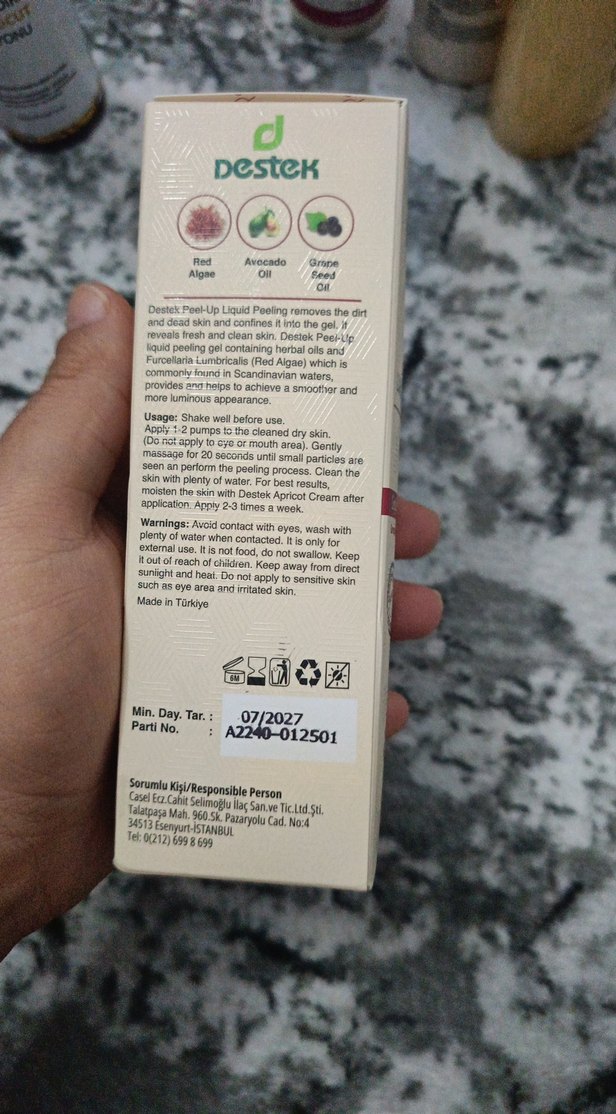 CUT
YONU
DesteK
Red
Algae
Avocado
Oil
Grape
Seed
Oil
Destek Peel-Up Liquid Peeling removes the dirt
and dead skin and confines it into the gel. It
reveals fresh and clean skin. Destek Peel-Up
liquid peeling gel containing herbal oils and
Furcellaria Lumbricalis (Red Algae) which is
commonly found in Scandinavian waters,
provides and helps to achieve a smoother and
more luminous appearance.
Usage: Shake well before use.
Apply 1-2 pumps to the cleaned dry skin.
(Do not apply to eye or mouth area). Gently
massage for 20 seconds until small particles are
seen an perform the peeling process. Clean the
skin with plenty of water. For best results,
moisten the skin with Destek Apricot Cream after
application. Apply 2-3 times a week.
Warnings: Avoid contact with eyes, wash with
plenty of water when contacted. It is only for
external use. It is not food, do not swallow. Keep
it out of reach of children. Keep away from direct
sunlight and heat. Do not apply to sensitive skin
such as eye area and irritated skin.
Made in Türkiye
6M
Min. Day. Tar. : 07/2027
Parti No. : A2240-012501
Sorumlu Kişi/Responsible Person
Casel Ecz.Cahit Selimoğlu İlaç San.ve Tic.Ltd.Şti.
Talatpaşa Mah. 960.Sk. Pazaryolu Cad. No:4
34513 Esenyurt-İSTANBUL
Tel: 0(212) 699 8 699